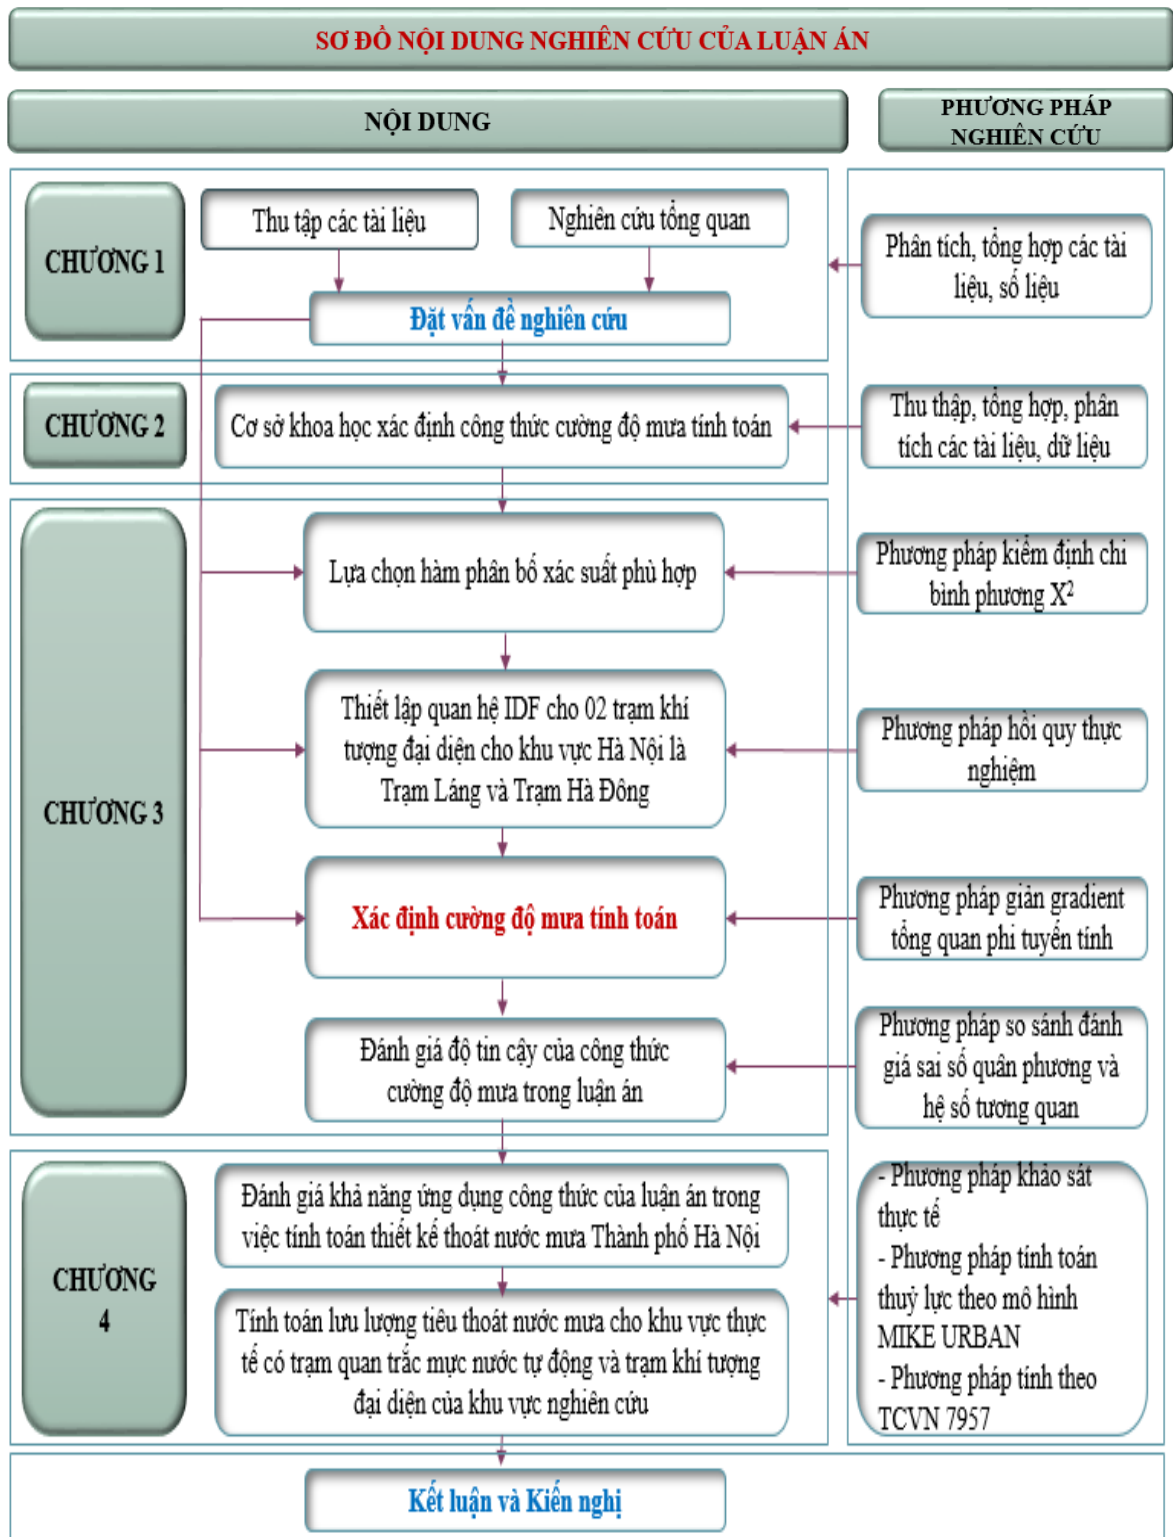 SƠ ĐỒ NỘI DUNG NGHIÊN CỨU CỦA LUẬN ÁN
NỘI DUNG
PHƯƠNG PHÁP
NGHIÊN CỨU
CHƯƠNG 1
Thu tập các tài liệu
Nghiên cứu tổng quan
Đặt vấn đề nghiên cứu
Phân tích, tổng hợp các tài
liệu, số liệu
CHƯƠNG 2
Cơ sở khoa học xác định công thức cường độ mưa tính toán
Thu thập, tổng hợp, phân
tích các tài liệu, dữ liệu
CHƯƠNG 3
Lựa chọn hàm phân bố xác suất phù hợp
Phương pháp kiểm định chi
bình phương X²
Thiết lập quan hệ IDF cho 02 trạm khí
tượng đại diện cho khu vực Hà Nội là
Trạm Láng và Trạm Hà Đông
Phương pháp hồi quy thực
nghiệm
Xác định cường độ mưa tính toán
Phương pháp giản gradient
tổng quan phi tuyến tính
Đánh giá độ tin cậy của công thức
cường độ mưa trong luận án
Phương pháp so sánh đánh
giá sai số quân phương và
hệ số tương quan
CHƯƠNG
4
Đánh giá khả năng ứng dụng công thức của luận án trong
việc tính toán thiết kế thoát nước mưa Thành phố Hà Nội
Tính toán lưu lượng tiêu thoát nước mưa cho khu vực thực
tế có trạm quan trắc mực nước tự động và trạm khí tượng
đại diện của khu vực nghiên cứu
- Phương pháp khảo sát
thực tế
- Phương pháp tính toán
thuỷ lực theo mô hình
MIKE URBAN
- Phương pháp tính theo
TCVN 7957
Kết luận và Kiến nghị